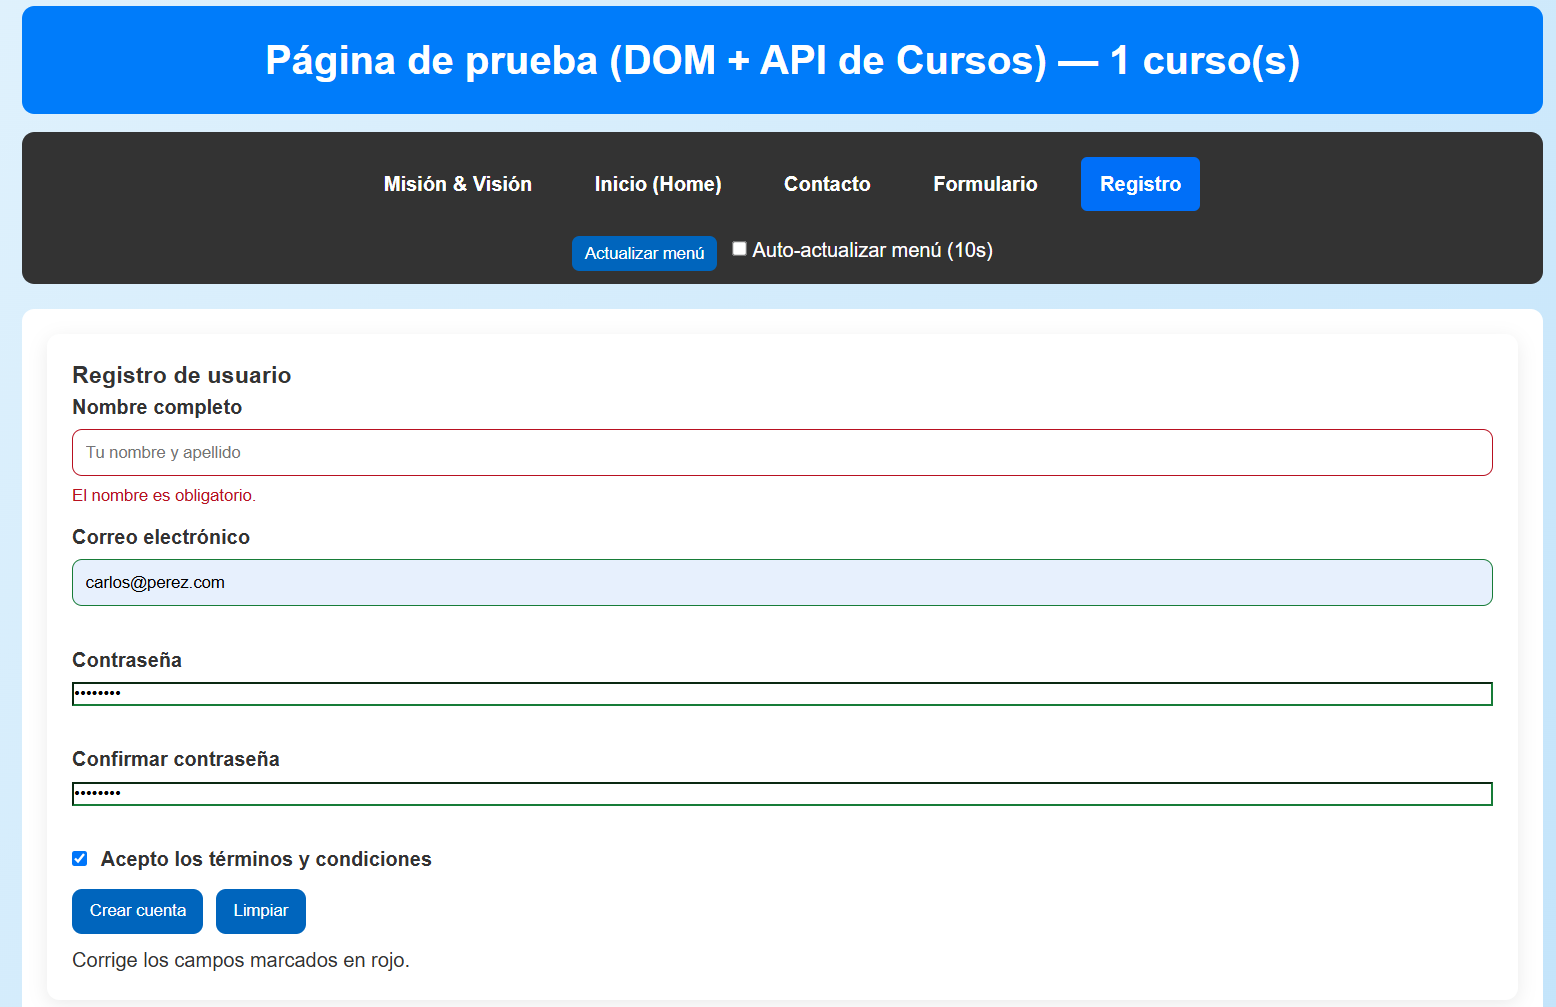 Página de prueba (DOM + API de Cursos) — 1 curso(s)
Misión & Visión Inicio (Home) Contacto Formulario Registro
Actualizar menú Auto-actualizar menú (10s)
Registro de usuario
Nombre completo
Tu nombre y apellido
El nombre es obligatorio.
Correo electrónico
carlos@perez.com
Contraseña
••••••••
Confirmar contraseña
••••••••
Acepto los términos y condiciones
Crear cuenta Limpiar
Corrige los campos marcados en rojo.